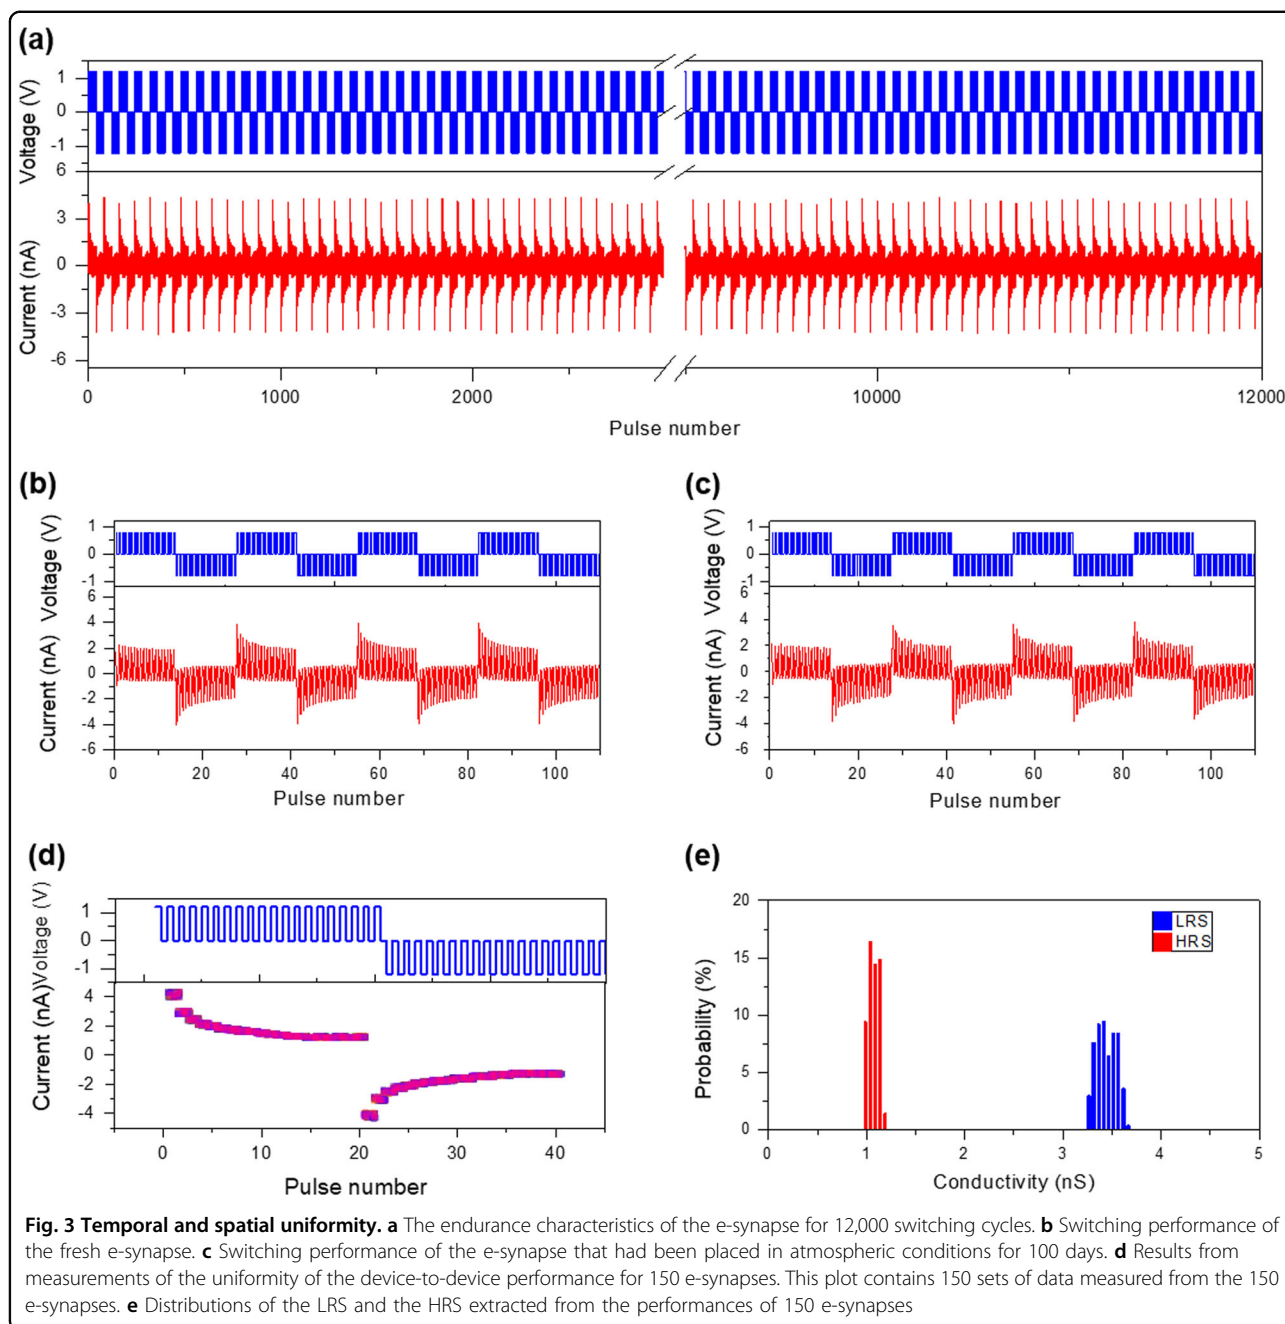 (a)
Voltage (V)
1
0
-1
6
Current (nA)
3
0
-3
-6
0
1000
2000
10000
12000
Pulse number
(b)
Voltage (V)
1
0
-1
Current (nA)
6
4
2
0
-2
-4
-6
0
20
40
60
80
100
Pulse number
(c)
Voltage (V)
1
0
1
Current (nA)
6
4
2
0
-2
-4
-6
0
20
40
60
80
100
Pulse number
(d)
Voltage (V)
1
0
-1
Current (nA)
4
2
0
-2
-4
0
10
20
30
40
Pulse number
(e)
Probability (%)
20
15
10
5
0
LRS
HRS
0
1
2
3
4
5
Conductivity (nS)
Fig. 3 Temporal and spatial uniformity. a The endurance characteristics of the e-synapse for 12,000 switching cycles. b Switching performance of
the fresh e-synapse. c Switching performance of the e-synapse that had been placed in atmospheric conditions for 100 days. d Results from
measurements of the uniformity of the device-to-device performance for 150 e-synapses. This plot contains 150 sets of data measured from the 150
e-synapses. e Distributions of the LRS and the HRS extracted from the performances of 150 e-synapses